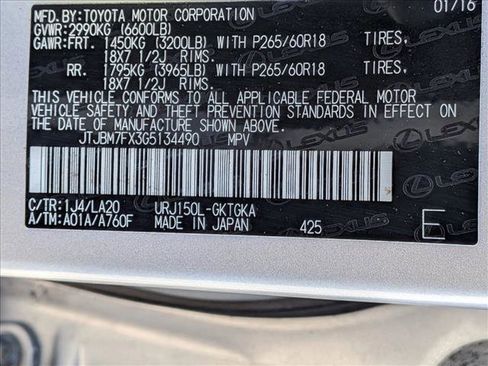 MFD. BY: TOYOTA MOTOR CORPORATION 01/16
GVWR: 2990KG (6600LB)
GAWR: FRT. 1450KG (3200LB) WITH P265/60R18 TIRES,
18X7 1/2J RIMS.
RR. 1795KG (3965LB) WITH P265/60R18 TIRES,
18X7 1/2J RIMS.
THIS VEHICLE CONFORMS TO ALL APPLICABLE FEDERAL MOTOR
VEHICLE SAFETY AND THEFT PREVENTION STANDARDS IN EFFECT ON
THE DATE OF MANUFACTURE SHOWN ABOVE.
JTJBM7FX3G5134490 MPV
C/TR: 1J4/LA20 URJ150L-GKTGKA
A/TM: A01A/A760F MADE IN JAPAN 425 E
LEXUS
LEXUS
LEXUS